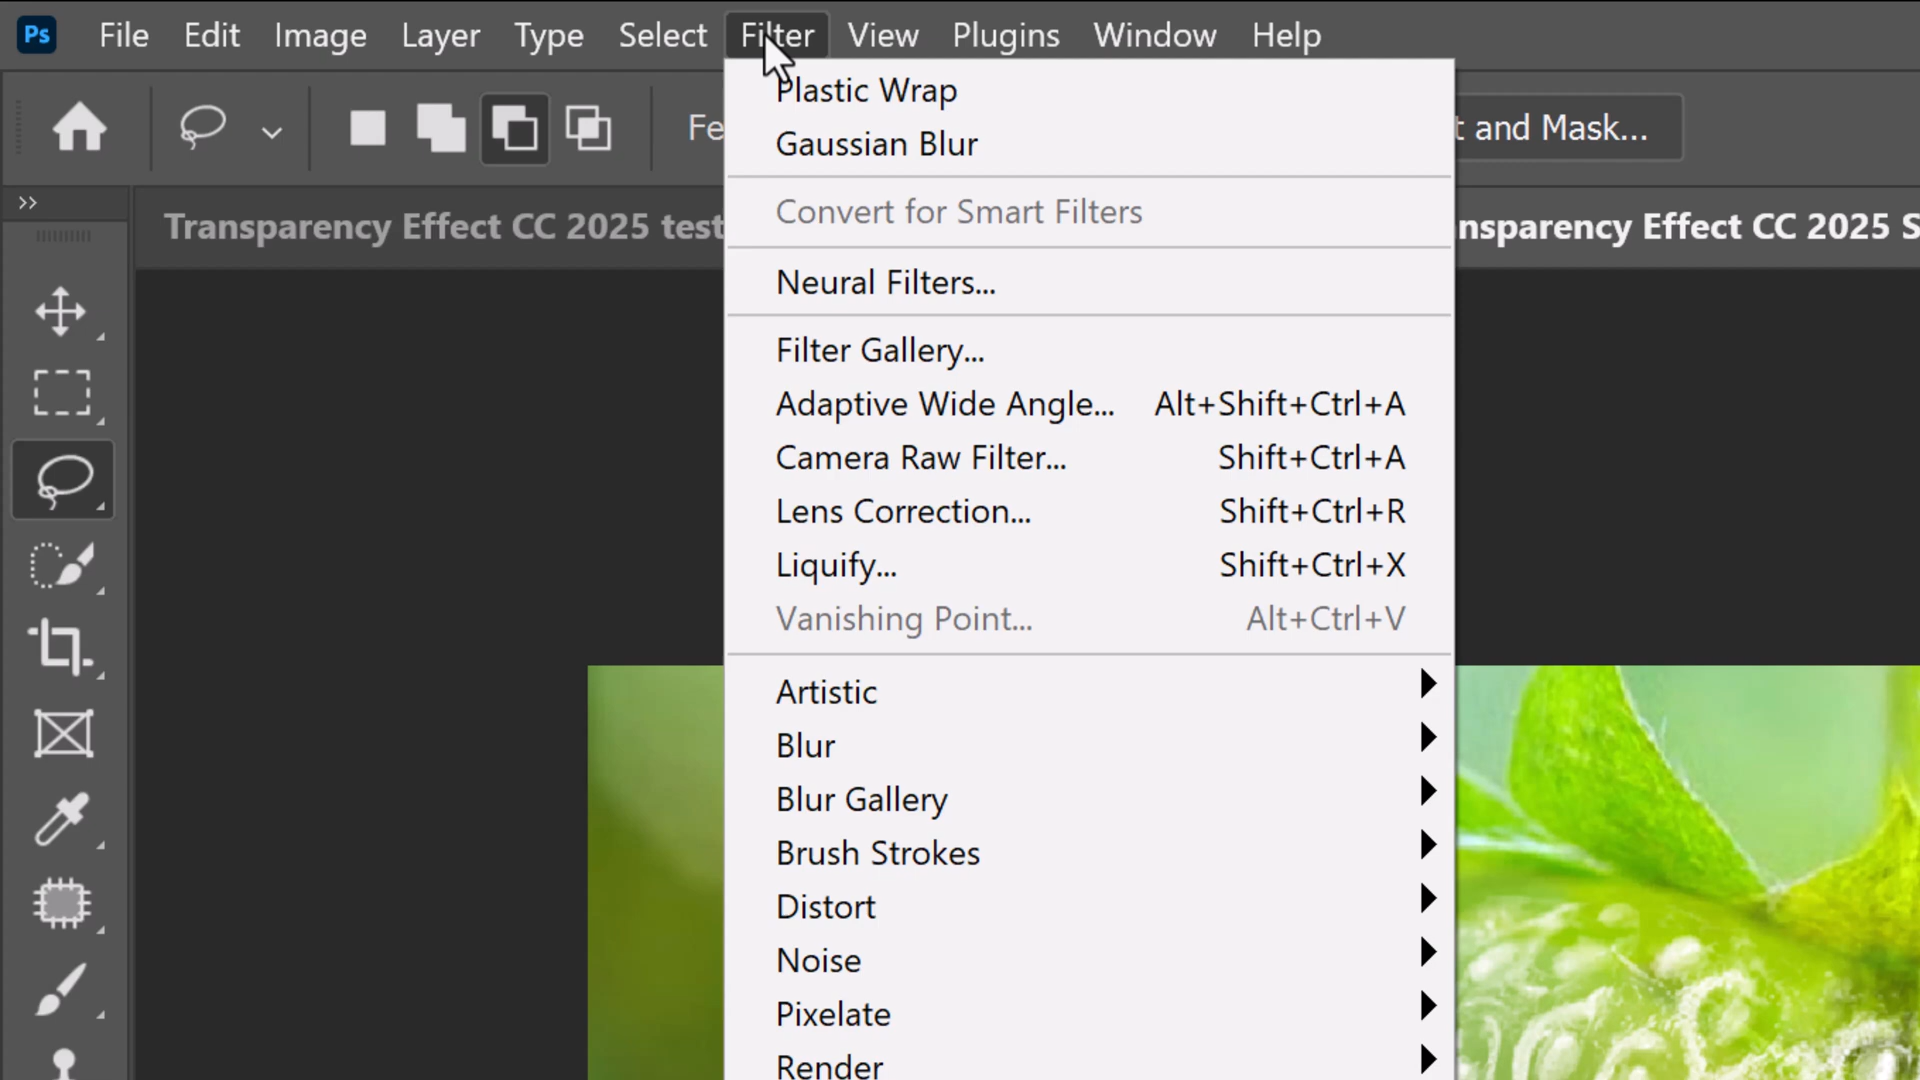 Ps File Edit Image Layer Type Select Filter View Plugins Window Help
Plastic Wrap
Fe t and Mask...
Gaussian Blur
Convert for Smart Filters
Transparency Effect CC 2025 test nsparency Effect CC 2025 S
Neural Filters...
Filter Gallery...
Adaptive Wide Angle... Alt+Shift+Ctrl+A
Camera Raw Filter... Shift+Ctrl+A
Lens Correction... Shift+Ctrl+R
Liquify... Shift+Ctrl+X
Vanishing Point... Alt+Ctrl+V
Artistic
Blur
Blur Gallery
Brush Strokes
Distort
Noise
Pixelate
Render